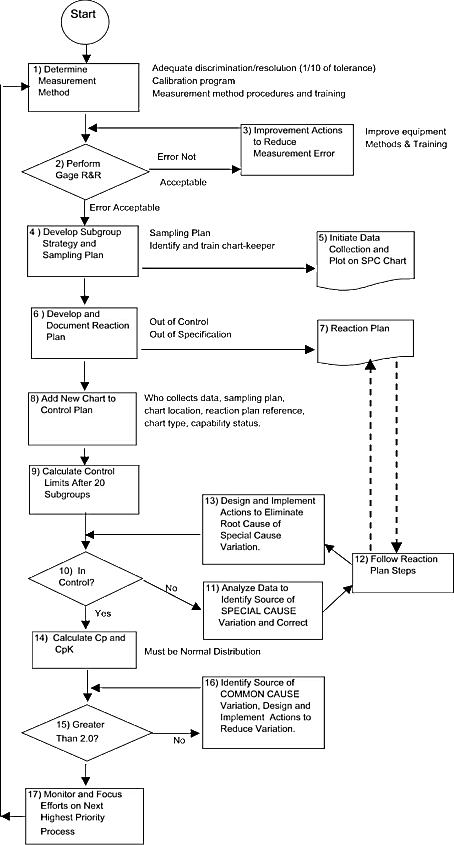 Start
1) Determine
Measurement
Method
Adequate discrimination/resolution (1/10 of tolerance)
Calibration program
Measurement method procedures and training
3) Improvement Actions
to Reduce
Measurement Error
Improve equipment
Methods & Training
2) Perform
Gage R&R
Error Not
Acceptable
Error Acceptable
4 ) Develop Subgroup
Strategy and
Sampling Plan
Sampling Plan
Identify and train chart-keeper
5) Initiate Data
Collection and
Plot on SPC Chart
6 ) Develop and
Document Reaction
Plan
Out of Control
Out of Specification
7) Reaction Plan
8) Add New Chart to
Control Plan
Who collects data, sampling plan,
chart location, reaction plan reference,
chart type, capability status.
9) Calculate Control
Limits After 20
Subgroups
13) Design and Implement
Actions to Eliminate
Root Cause of
Special Cause
Variation.
10) In
Control?
No
Yes
11) Analyze Data to
Identify Source of
SPECIAL CAUSE
Variation and Correct
12) Follow Reaction
Plan Steps
14) Calculate Cp and
CpK
Must be Normal Distribution
16) Identify Source of
COMMON CAUSE
Variation, Design and
Implement Actions to
Reduce Variation.
15) Greater
Than 2.0?
No
17) Monitor and Focus
Efforts on Next
Highest Priority
Process